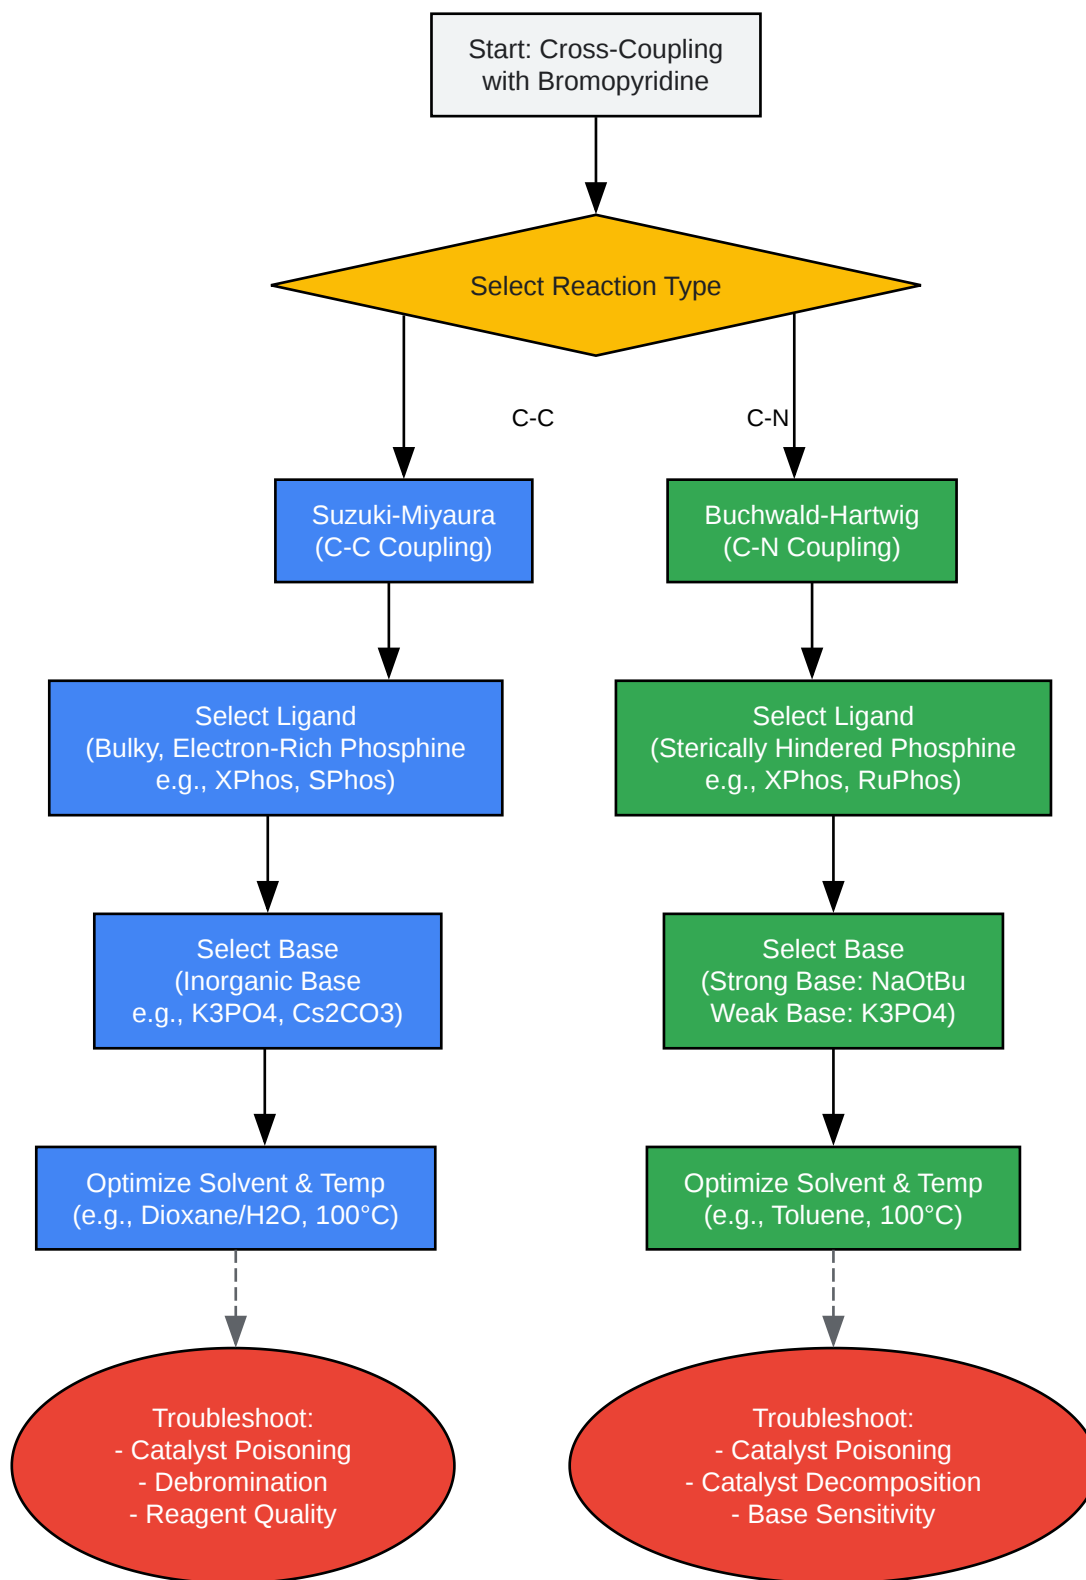 Start: Cross-Coupling
with Bromopyridine
Select Reaction Type
C-C
C-N
Suzuki-Miyaura
(C-C Coupling)
Buchwald-Hartwig
(C-N Coupling)
Select Ligand
(Bulky, Electron-Rich Phosphine
e.g., XPhos, SPhos)
Select Ligand
(Sterically Hindered Phosphine
e.g., XPhos, RuPhos)
Select Base
(Inorganic Base
e.g., K3PO4, Cs2CO3)
Select Base
(Strong Base: NaOtBu
Weak Base: K3PO4)
Optimize Solvent & Temp
(e.g., Dioxane/H2O, 100°C)
Optimize Solvent & Temp
(e.g., Toluene, 100°C)
Troubleshoot:
- Catalyst Poisoning
- Debromination
- Reagent Quality
Troubleshoot:
- Catalyst Poisoning
- Catalyst Decomposition
- Base Sensitivity